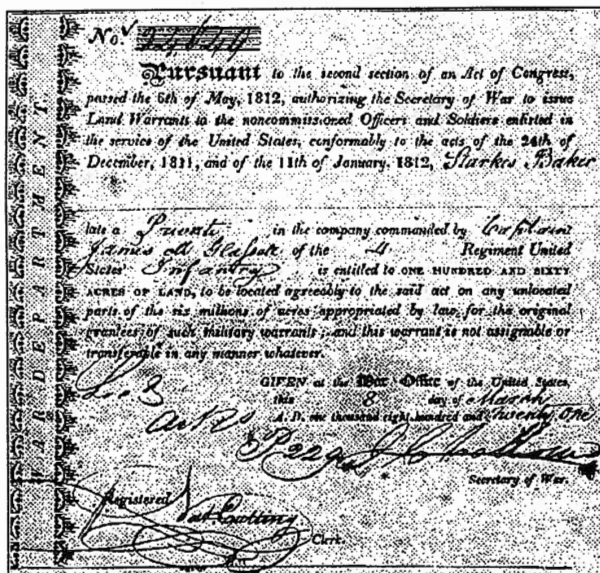 WAR DEPARTMENT.
No.
Pursuant to the second section of an Act of Congress,
passed the 6th of May, 1812, authorizing the Secretary of War to issue
Land Warrants to the noncommissioned Officers and Soldiers enlisted in
the service of the United States, conformably to the acts of the 24th of
December, 1811, and of the 11th of January, 1812, Starkes Baker
late a Private in the company commanded by Captain
James of the 4 Regiment United
States' Infantry is entitled to ONE HUNDRED AND SIXTY
ACRES OF LAND, to be located agreeably to the said act on any unlocated
parts of the six millions of acres appropriated by law, for the original
grantees of such military warrants; and this warrant is not assignable or
transferable in any manner whatever.
GIVEN at the War Office of the United States,
this 8 day of March
A. D. one thousand eight hundred and twenty one
Secretary of War.
Registered
Clerk.